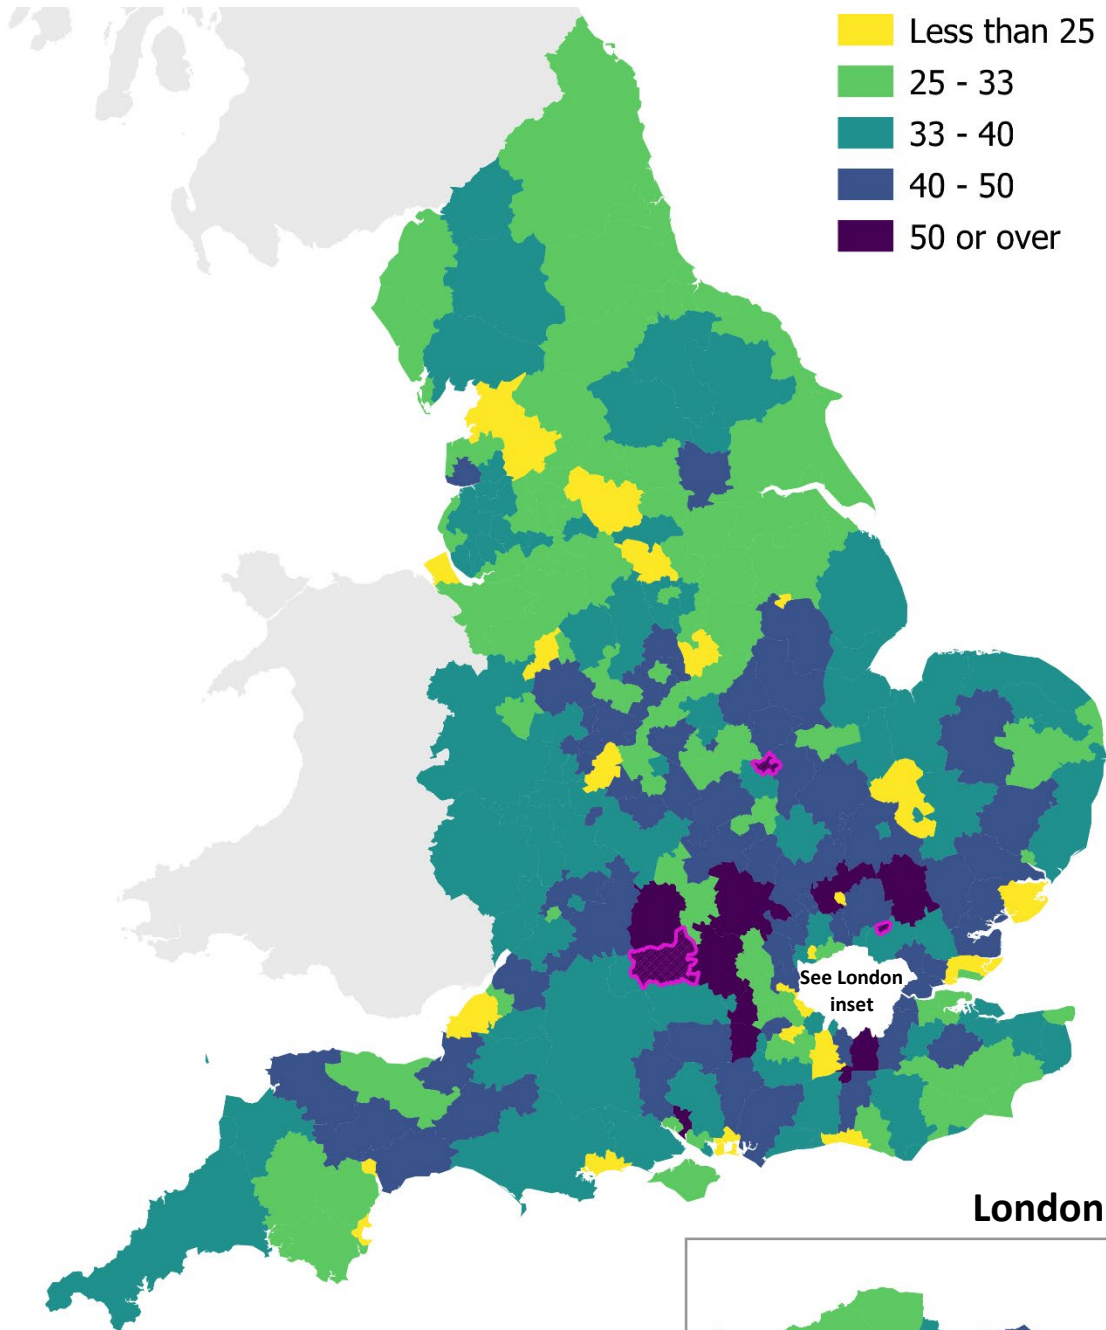 Less than 25
25 - 33
33 - 40
40 - 50
50 or over
See London
inset
London